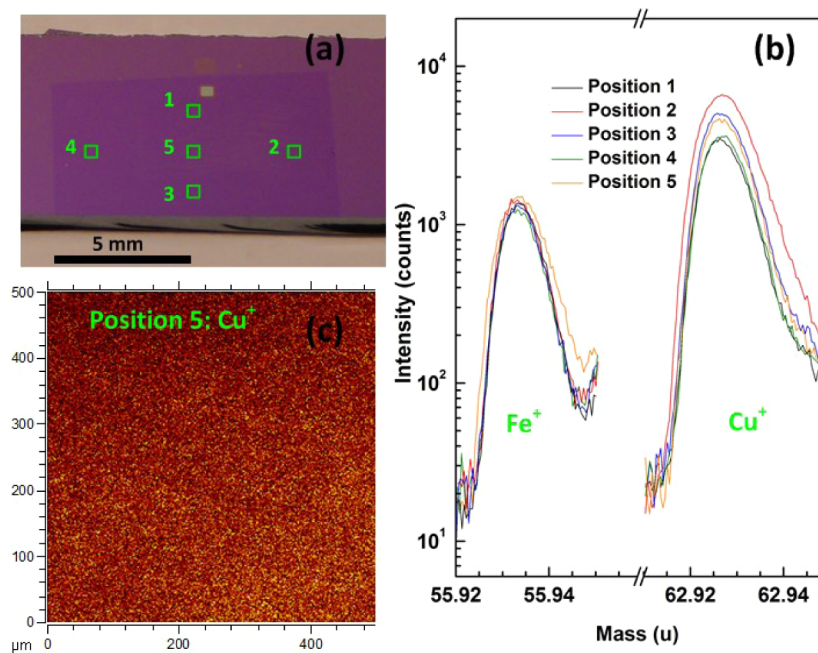 (a)
1
4
5
2
3
5 mm
(b)
10⁴
10³
10²
10¹
Intensity (counts)
Position 1
Position 2
Position 3
Position 4
Position 5
Fe⁺
Cu⁺
55.92
55.94
62.92
62.94
Mass (u)
Position 5: Cu⁺
(c)
500
400
300
200
100
0
µm
0
200
400